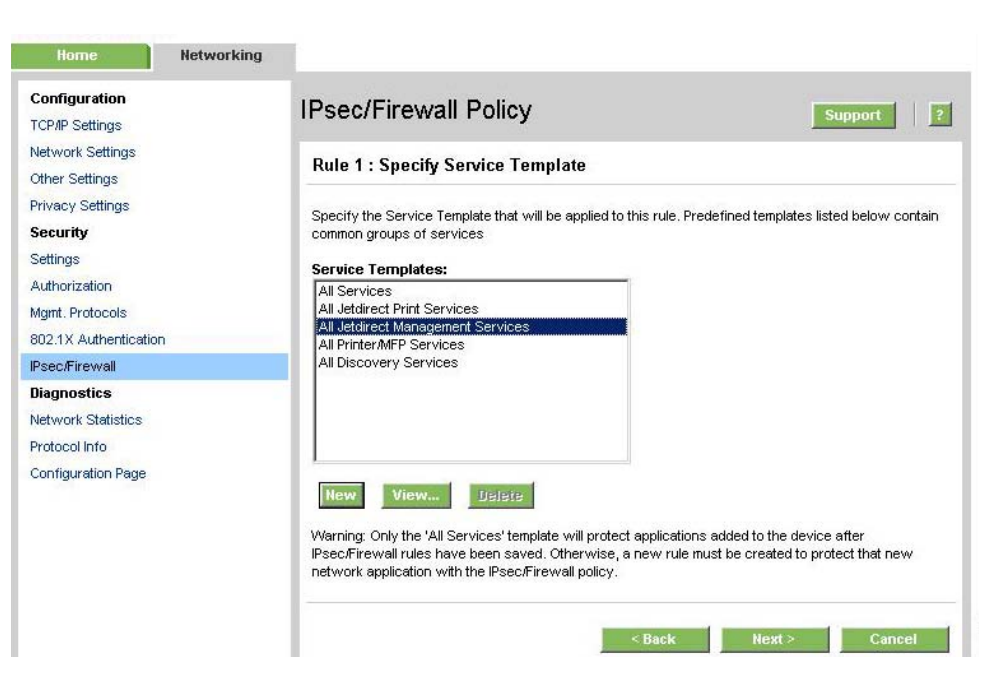 Home
Networking
Configuration
TCP/IP Settings
Network Settings
Other Settings
Privacy Settings
Security
Settings
Authorization
Mgmt. Protocols
802.1X Authentication
IPsec/Firewall
Diagnostics
Network Statistics
Protocol Info
Configuration Page
IPsec/Firewall Policy
Support
?
Rule 1 : Specify Service Template
Specify the Service Template that will be applied to this rule. Predefined templates listed below contain
common groups of services
Service Templates:
All Services
All Jetdirect Print Services
All Jetdirect Management Services
All Printer/MFP Services
All Discovery Services
New
View...
Delete
Warning: Only the 'All Services' template will protect applications added to the device after
IPsec/Firewall rules have been saved. Otherwise, a new rule must be created to protect that new
network application with the IPsec/Firewall policy.
< Back
Next >
Cancel